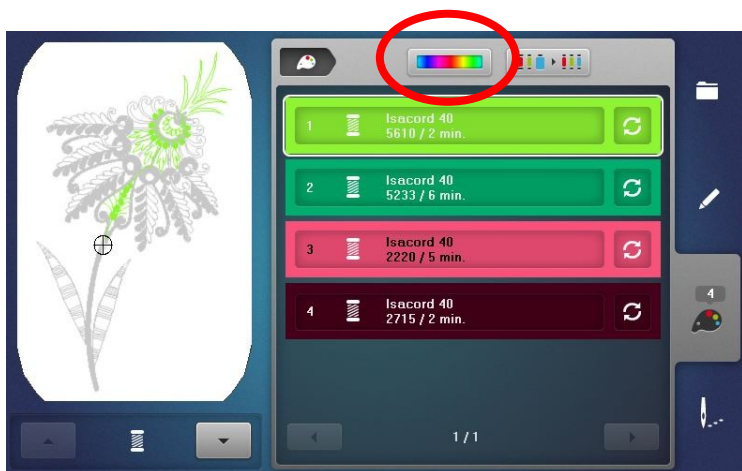 1
Isacord 40
5610 / 2 min.
2
Isacord 40
5233 / 6 min.
3
Isacord 40
2220 / 5 min.
4
Isacord 40
2715 / 2 min.
4
1 / 1